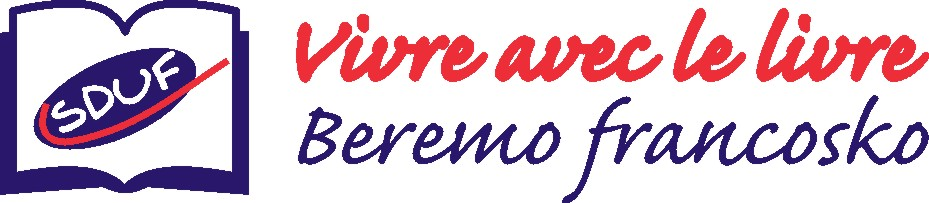 SDUF
Vivre avec le livre
Beremo francosko